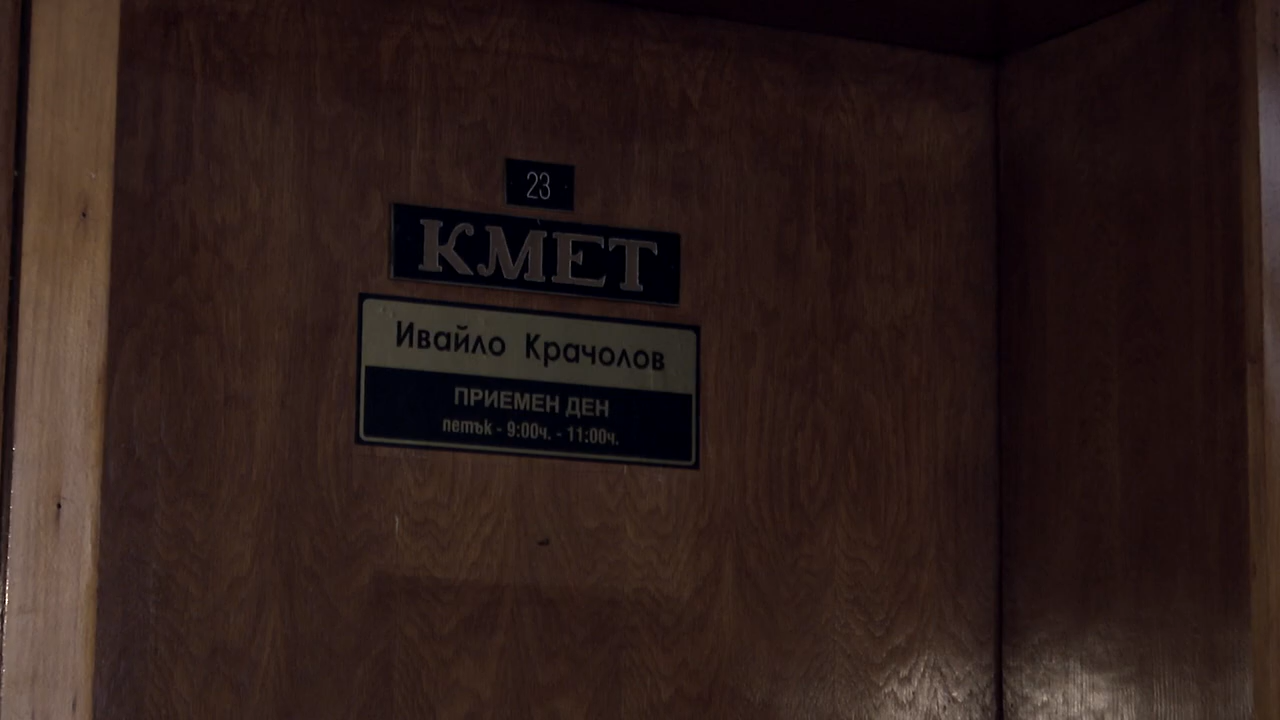 23
КМЕТ
Ивайло Крачолов
ПРИЕМЕН ДЕН
петък - 9:00ч. - 11:00ч.